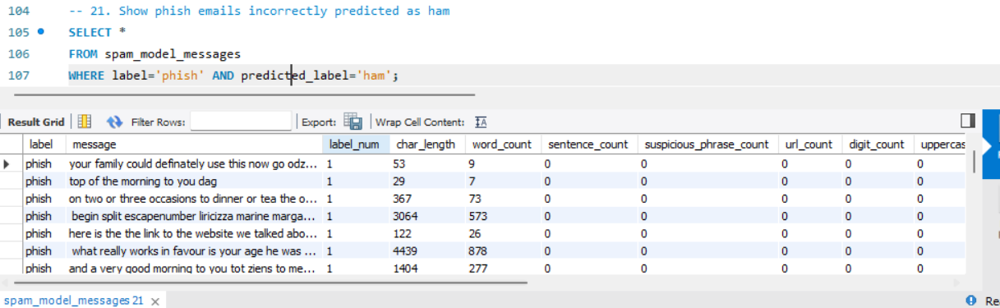 104 -- 21. Show phish emails incorrectly predicted as ham
105 SELECT *
106 FROM spam_model_messages
107 WHERE label='phish' AND predicted_label='ham';
Result Grid Filter Rows: Export: Wrap Cell Content:
label message label_num char_length word_count sentence_count suspicious_phrase_count url_count digit_count uppercas
phish your family could definately use this now go odz... 1 53 9 0 0 0 0 0
phish top of the morning to you dag 1 29 7 0 0 0 0 0
phish on two or three occasions to dinner or tea the o... 1 367 73 0 0 0 0 0
phish begin split escapenumber liricizza marine marga... 1 3064 573 0 0 0 0 0
phish here is the the link to the website we talked abo... 1 122 26 0 0 0 0 0
phish what really works in favour is your age he was ... 1 4439 878 0 0 0 0 0
phish and a very good morning to you tot ziens to me... 1 1404 277 0 0 0 0 0
spam_model_messages 21 Re